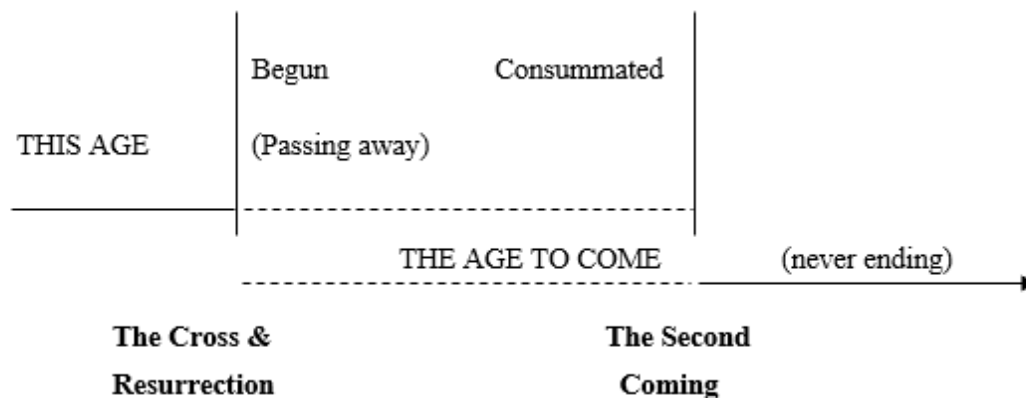 Begun Consummated
THIS AGE (Passing away)
THE AGE TO COME (never ending)
The Cross & The Second
Resurrection Coming